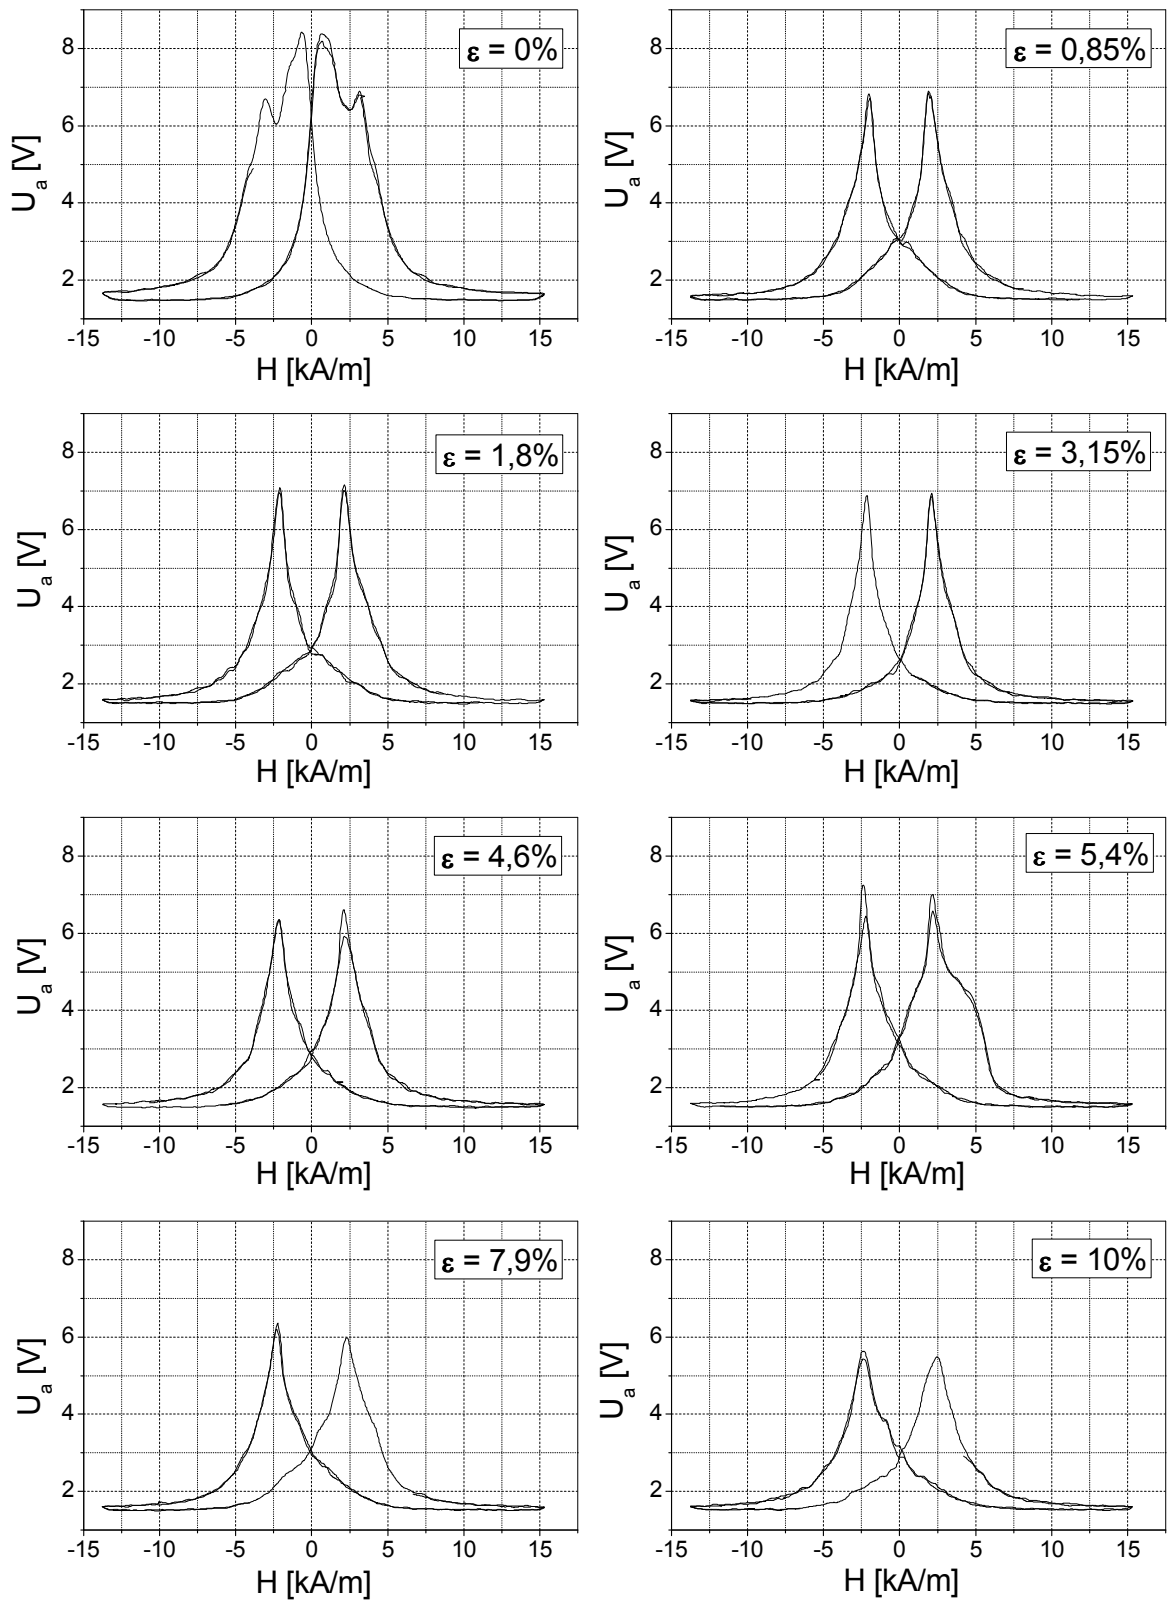 ε = 0%
8
6
4
2
U_a [V]
-15 -10 -5 0 5 10 15
H [kA/m]
ε = 0,85%
8
6
4
2
U_a [V]
-15 -10 -5 0 5 10 15
H [kA/m]
ε = 1,8%
8
6
4
2
U_a [V]
-15 -10 -5 0 5 10 15
H [kA/m]
ε = 3,15%
8
6
4
2
U_a [V]
-15 -10 -5 0 5 10 15
H [kA/m]
ε = 4,6%
8
6
4
2
U_a [V]
-15 -10 -5 0 5 10 15
H [kA/m]
ε = 5,4%
8
6
4
2
U_a [V]
-15 -10 -5 0 5 10 15
H [kA/m]
ε = 7,9%
8
6
4
2
U_a [V]
-15 -10 -5 0 5 10 15
H [kA/m]
ε = 10%
8
6
4
2
U_a [V]
-15 -10 -5 0 5 10 15
H [kA/m]